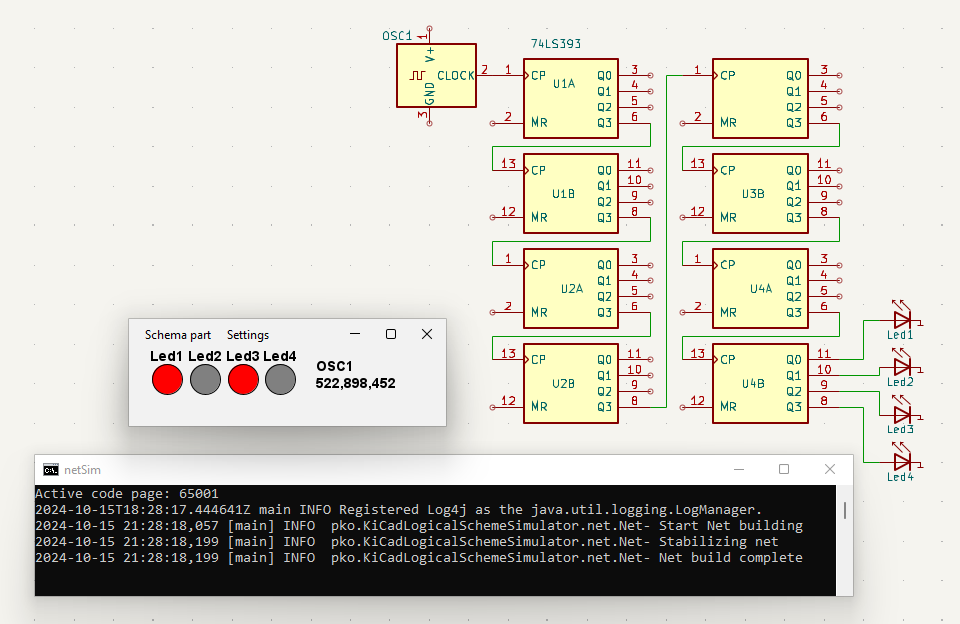 OSC1
1
V+
CLOCK
2
GND
3
74LS393
1
CP
U1A
2
MR
Q0
3
Q1
4
Q2
5
Q3
6
13
CP
U1B
12
MR
Q0
11
Q1
10
Q2
9
Q3
8
1
CP
U2A
2
MR
Q0
3
Q1
4
Q2
5
Q3
6
13
CP
U2B
12
MR
Q0
11
Q1
10
Q2
9
Q3
8
1
CP
2
MR
Q0
3
Q1
4
Q2
5
Q3
6
13
CP
U3B
12
MR
Q0
11
Q1
10
Q2
9
Q3
8
1
CP
U4A
2
MR
Q0
3
Q1
4
Q2
5
Q3
6
13
CP
U4B
12
MR
Q0
11
Q1
10
Q2
9
Q3
8
1
Led1
1
Led2
1
Led3
1
Led4
Schema part Settings
Led1 Led2 Led3 Led4
OSC1
522,898,452
netSim
Active code page: 65001
2024-10-15T18:28:17.444641Z main INFO Registered Log4j as the java.util.logging.LogManager.
2024-10-15 21:28:18,057 [main] INFO  pko.KiCadLogicalSchemeSimulator.net.Net- Start Net building
2024-10-15 21:28:18,199 [main] INFO  pko.KiCadLogicalSchemeSimulator.net.Net- Stabilizing net
2024-10-15 21:28:18,199 [main] INFO  pko.KiCadLogicalSchemeSimulator.net.Net- Net build complete